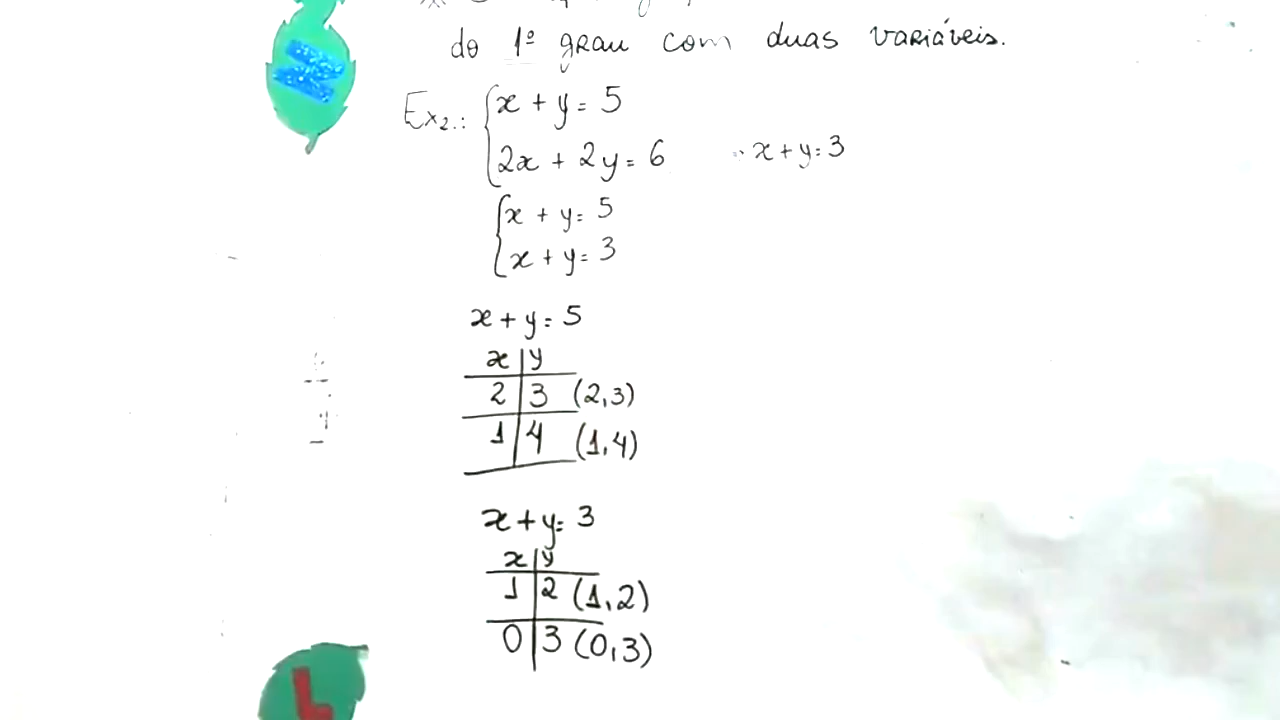 do 1º grau com duas variáveis.
Ex2.: { x + y = 5
2x + 2y = 6 x + y = 3
{ x + y = 5
x + y = 3
x + y = 5
x | y
2 | 3 (2,3)
1 | 4 (1,4)
x + y = 3
x | y
1 | 2 (1,2)
0 | 3 (0,3)